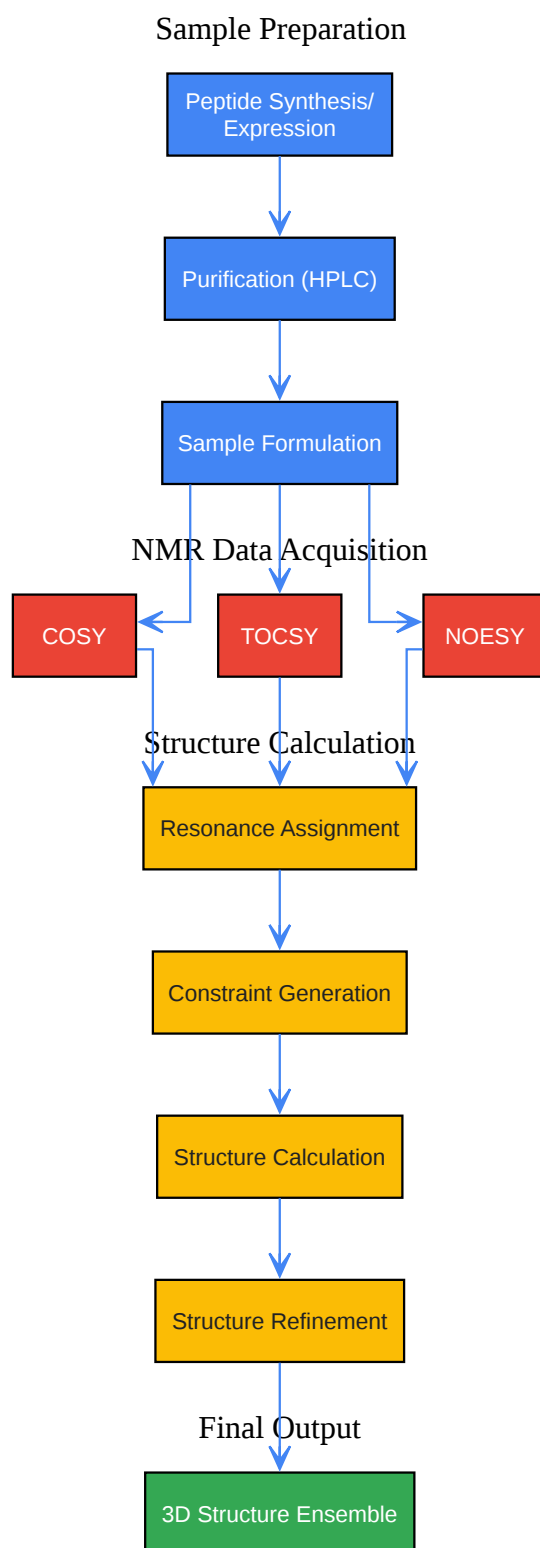 Sample Preparation
Peptide Synthesis/
Expression
Purification (HPLC)
Sample Formulation
NMR Data Acquisition
COSY
TOCSY
NOESY
Structure Calculation
Resonance Assignment
Constraint Generation
Structure Calculation
Structure Refinement
Final Output
3D Structure Ensemble